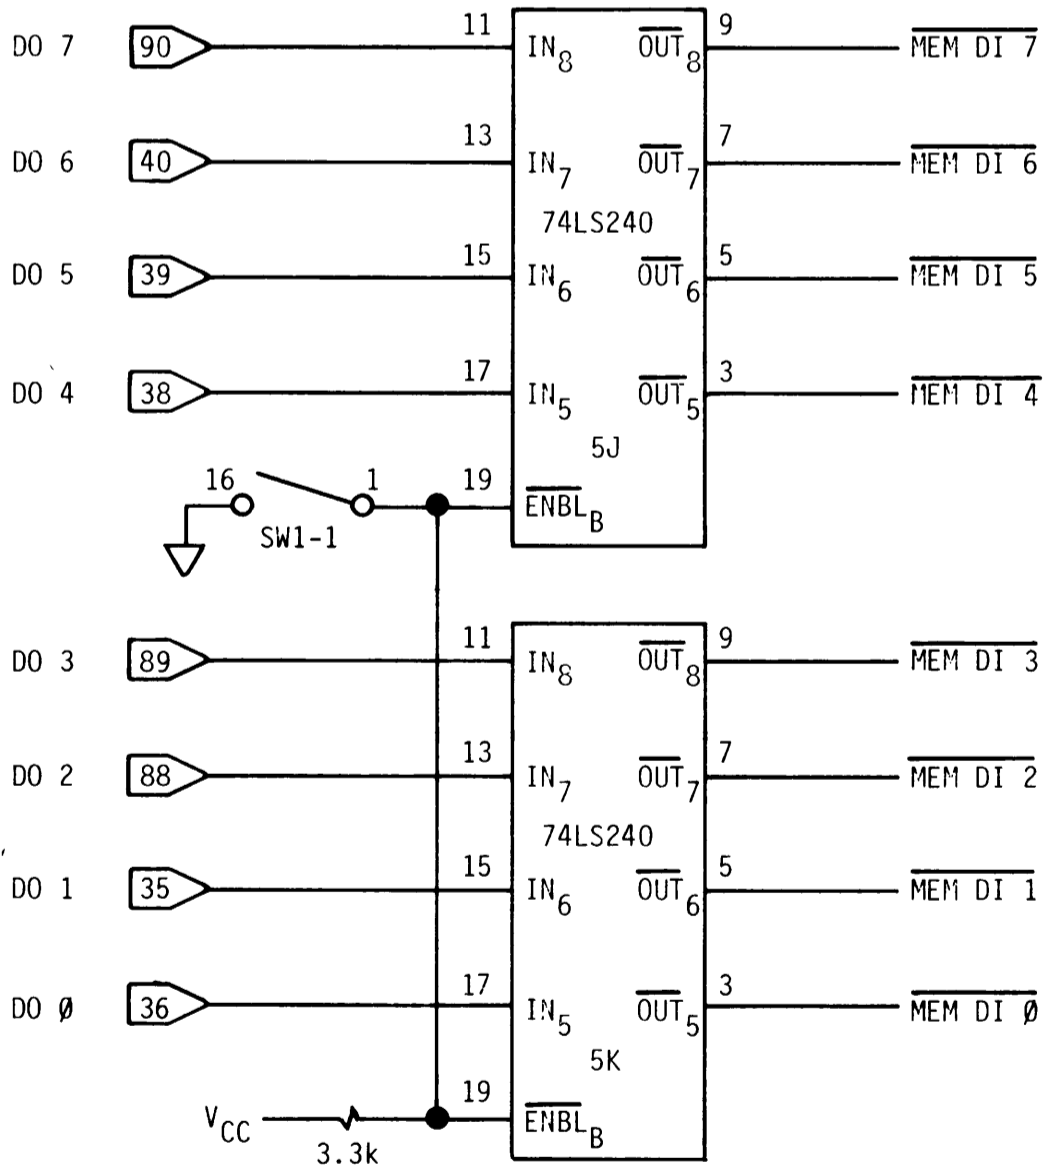 11 9
DO 7 90 IN8 OUT8 MEM DI 7
13 7
DO 6 40 IN7 OUT7 MEM DI 6
74LS240
15 5
DO 5 39 IN6 OUT6 MEM DI 5
17 3
DO 4 38 IN5 OUT5 MEM DI 4
5J
16 1 19
ENBLB
SW1-1
11 9
DO 3 89 IN8 OUT8 MEM DI 3
13 7
DO 2 88 IN7 OUT7 MEM DI 2
74LS240
15 5
DO 1 35 IN6 OUT6 MEM DI 1
17 3
DO Ø 36 IN5 OUT5 MEM DI Ø
5K
19
VCC ENBLB
3.3k